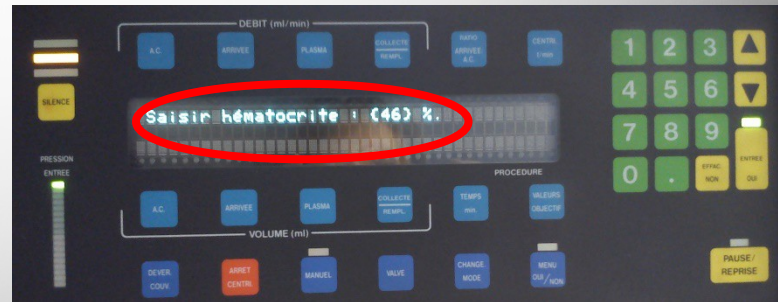 DEBIT (ml/min)
A.C. ARRIVEE PLASMA COLLECTE REMPL. RATIO ARRIVEE A.C. CENTRI. t/min
SILENCE
Saisir hématocrite : (46) %.
1 2 3
4 5 6
7 8 9
0 . EFFAC. NON ENTREE OUI
PRESSION ENTREE
PROCEDURE
A.C. ARRIVEE PLASMA COLLECTE REMPL. TEMPS min. VALEURS OBJECTIF
VOLUME (ml)
DEVER. COUV. ARRET CENTRI. MANUEL VALVE CHANGE. MODE MENU OUI/NON
PAUSE/ REPRISE